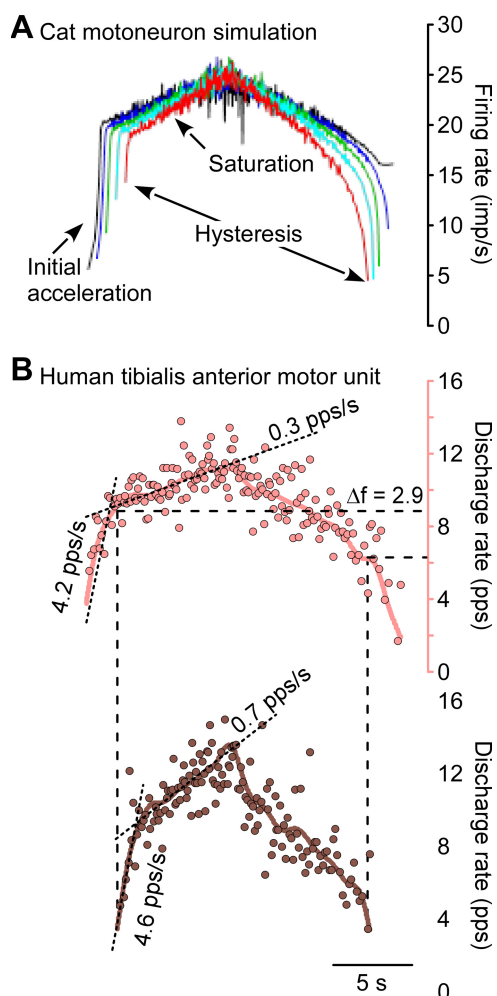 A Cat motoneuron simulation
30
25
20
15
10
5
0
Firing rate (imp/s)
Saturation
Hysteresis
Initial
acceleration
B Human tibialis anterior motor unit
16
12
8
4
0
Discharge rate (pps)
0.3 pps/s
Δf = 2.9
4.2 pps/s
16
12
8
4
0
Discharge rate (pps)
0.7 pps/s
4.6 pps/s
5 s